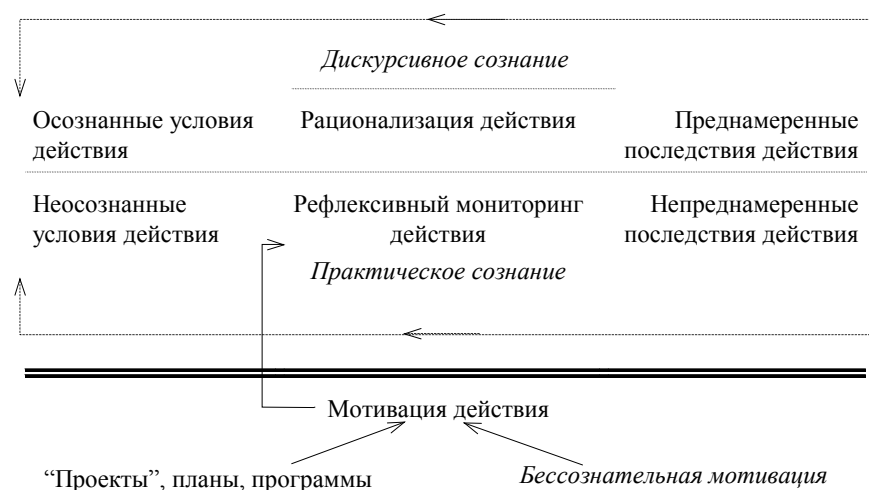 Дискурсивное сознание
Осознанные условия
действия
Рационализация действия
Преднамеренные
последствия действия
Неосознанные
условия действия
Рефлексивный мониторинг
действия
Непреднамеренные
последствия действия
Практическое сознание
Мотивация действия
“Проекты”, планы, программы
Бессознательная мотивация